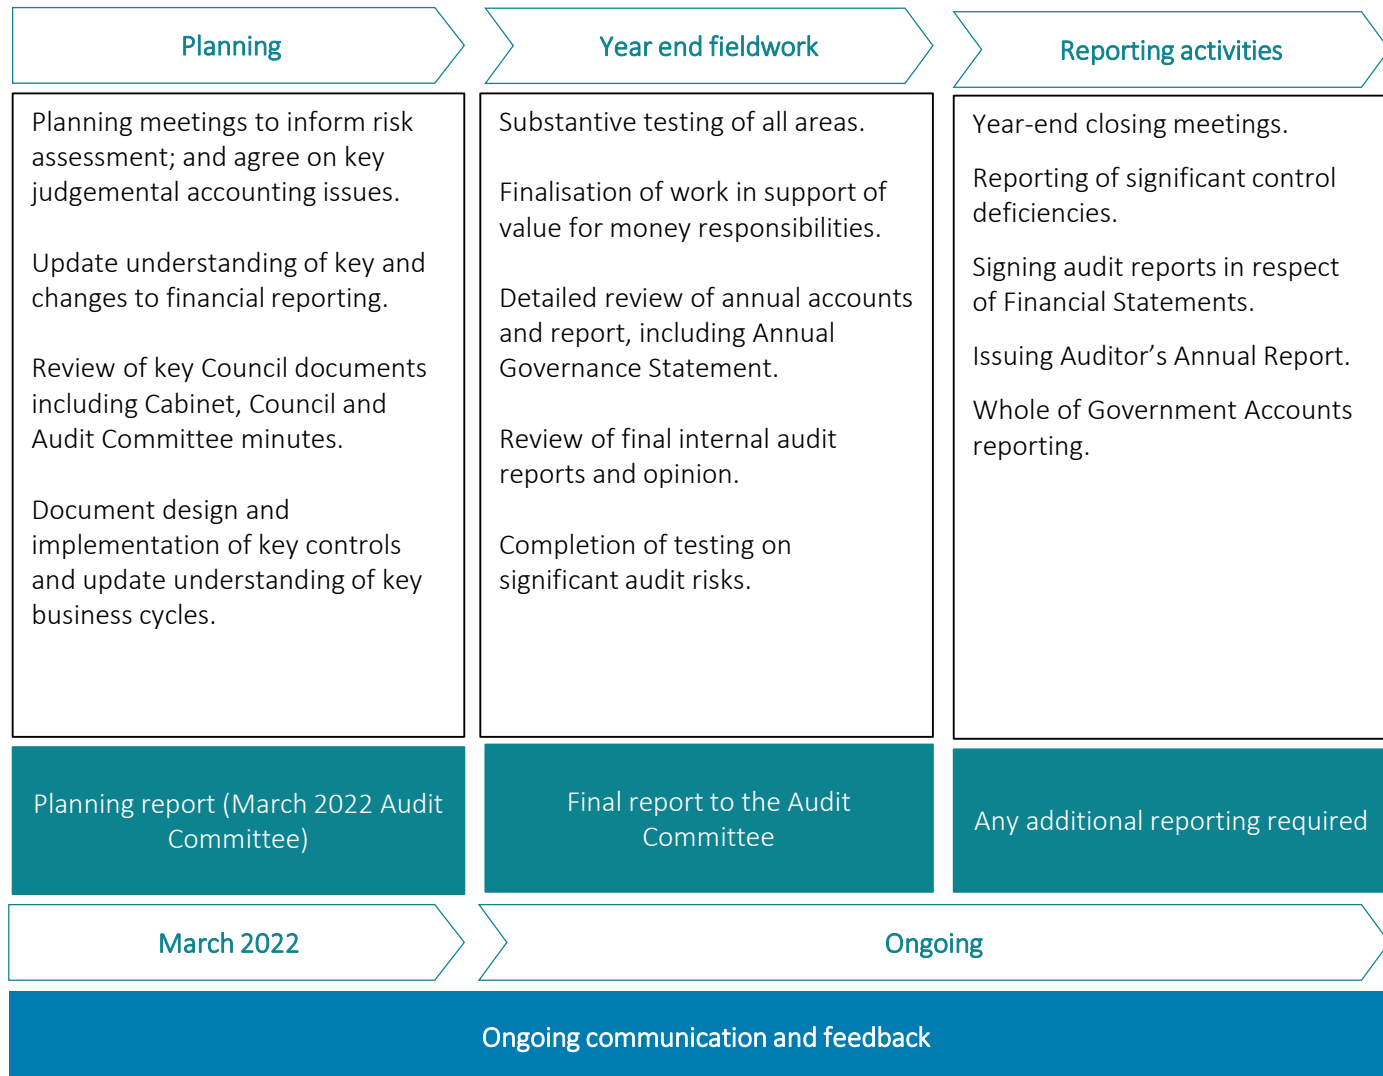 Planning
Year end fieldwork
Reporting activities
Planning meetings to inform risk
assessment; and agree on key
judgemental accounting issues.
Update understanding of key and
changes to financial reporting.
Review of key Council documents
including Cabinet, Council and
Audit Committee minutes.
Document design and
implementation of key controls
and update understanding of key
business cycles.
Substantive testing of all areas.
Finalisation of work in support of
value for money responsibilities.
Detailed review of annual accounts
and report, including Annual
Governance Statement.
Review of final internal audit
reports and opinion.
Completion of testing on
significant audit risks.
Year-end closing meetings.
Reporting of significant control
deficiencies.
Signing audit reports in respect
of Financial Statements.
Issuing Auditor’s Annual Report.
Whole of Government Accounts
reporting.
Planning report (March 2022 Audit
Committee)
Final report to the Audit
Committee
Any additional reporting required
March 2022
Ongoing
Ongoing communication and feedback